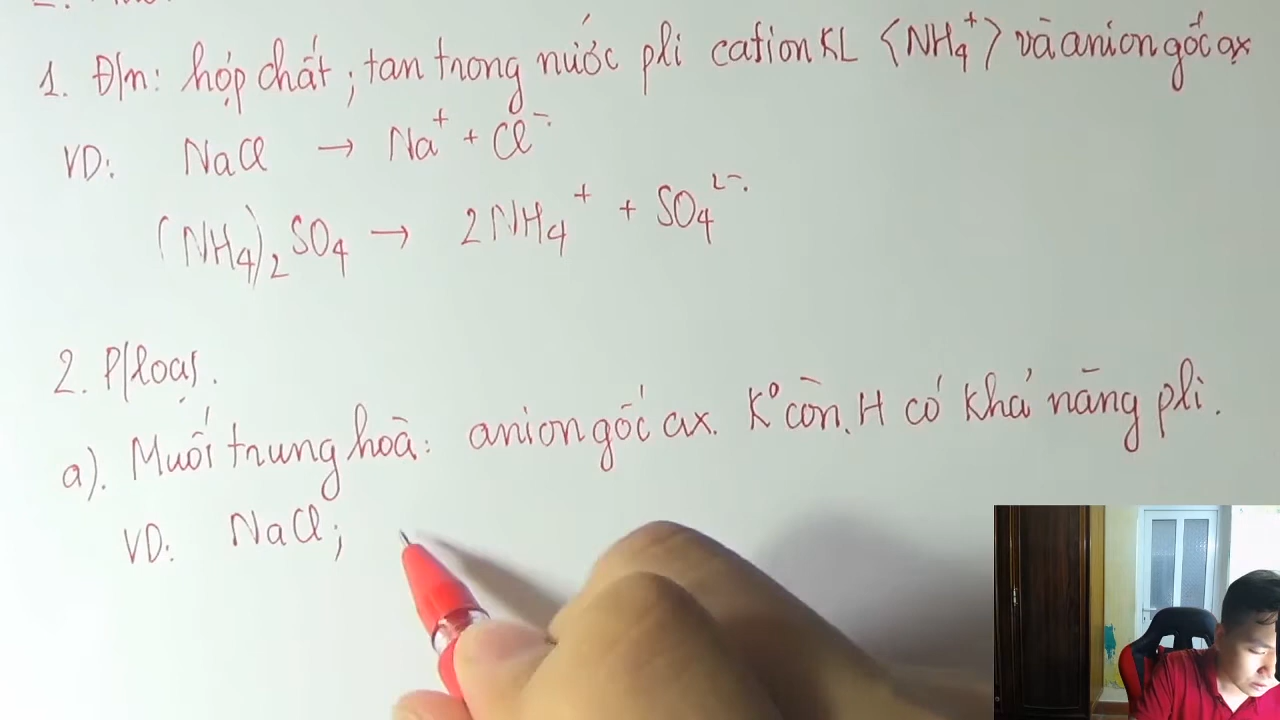 1. Đ/n: hợp chất; tan trong nước pli cation KL (NH₄⁺) và anion gốc ax
VD: NaCl → Na⁺ + Cl⁻.
(NH₄)₂SO₄ → 2NH₄⁺ + SO₄²⁻.
2. P/loại.
a). Muối trung hoà: anion gốc ax. K⁰ còn H có khả năng pli.
VD: NaCl;